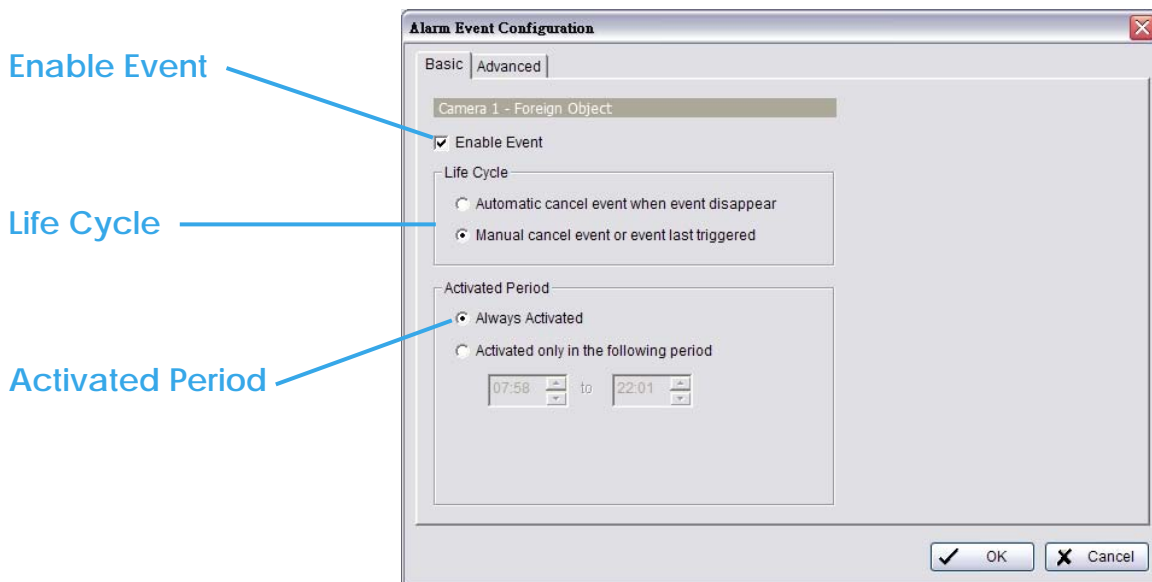 Alarm Event Configuration
Enable Event
Basic Advanced
Camera 1 - Foreign Object
Enable Event
Life Cycle
Life Cycle
Automatic cancel event when event disappear
Manual cancel event or event last triggered
Activated Period
Activated Period
Always Activated
Activated only in the following period
07:58 to 22:01
OK Cancel